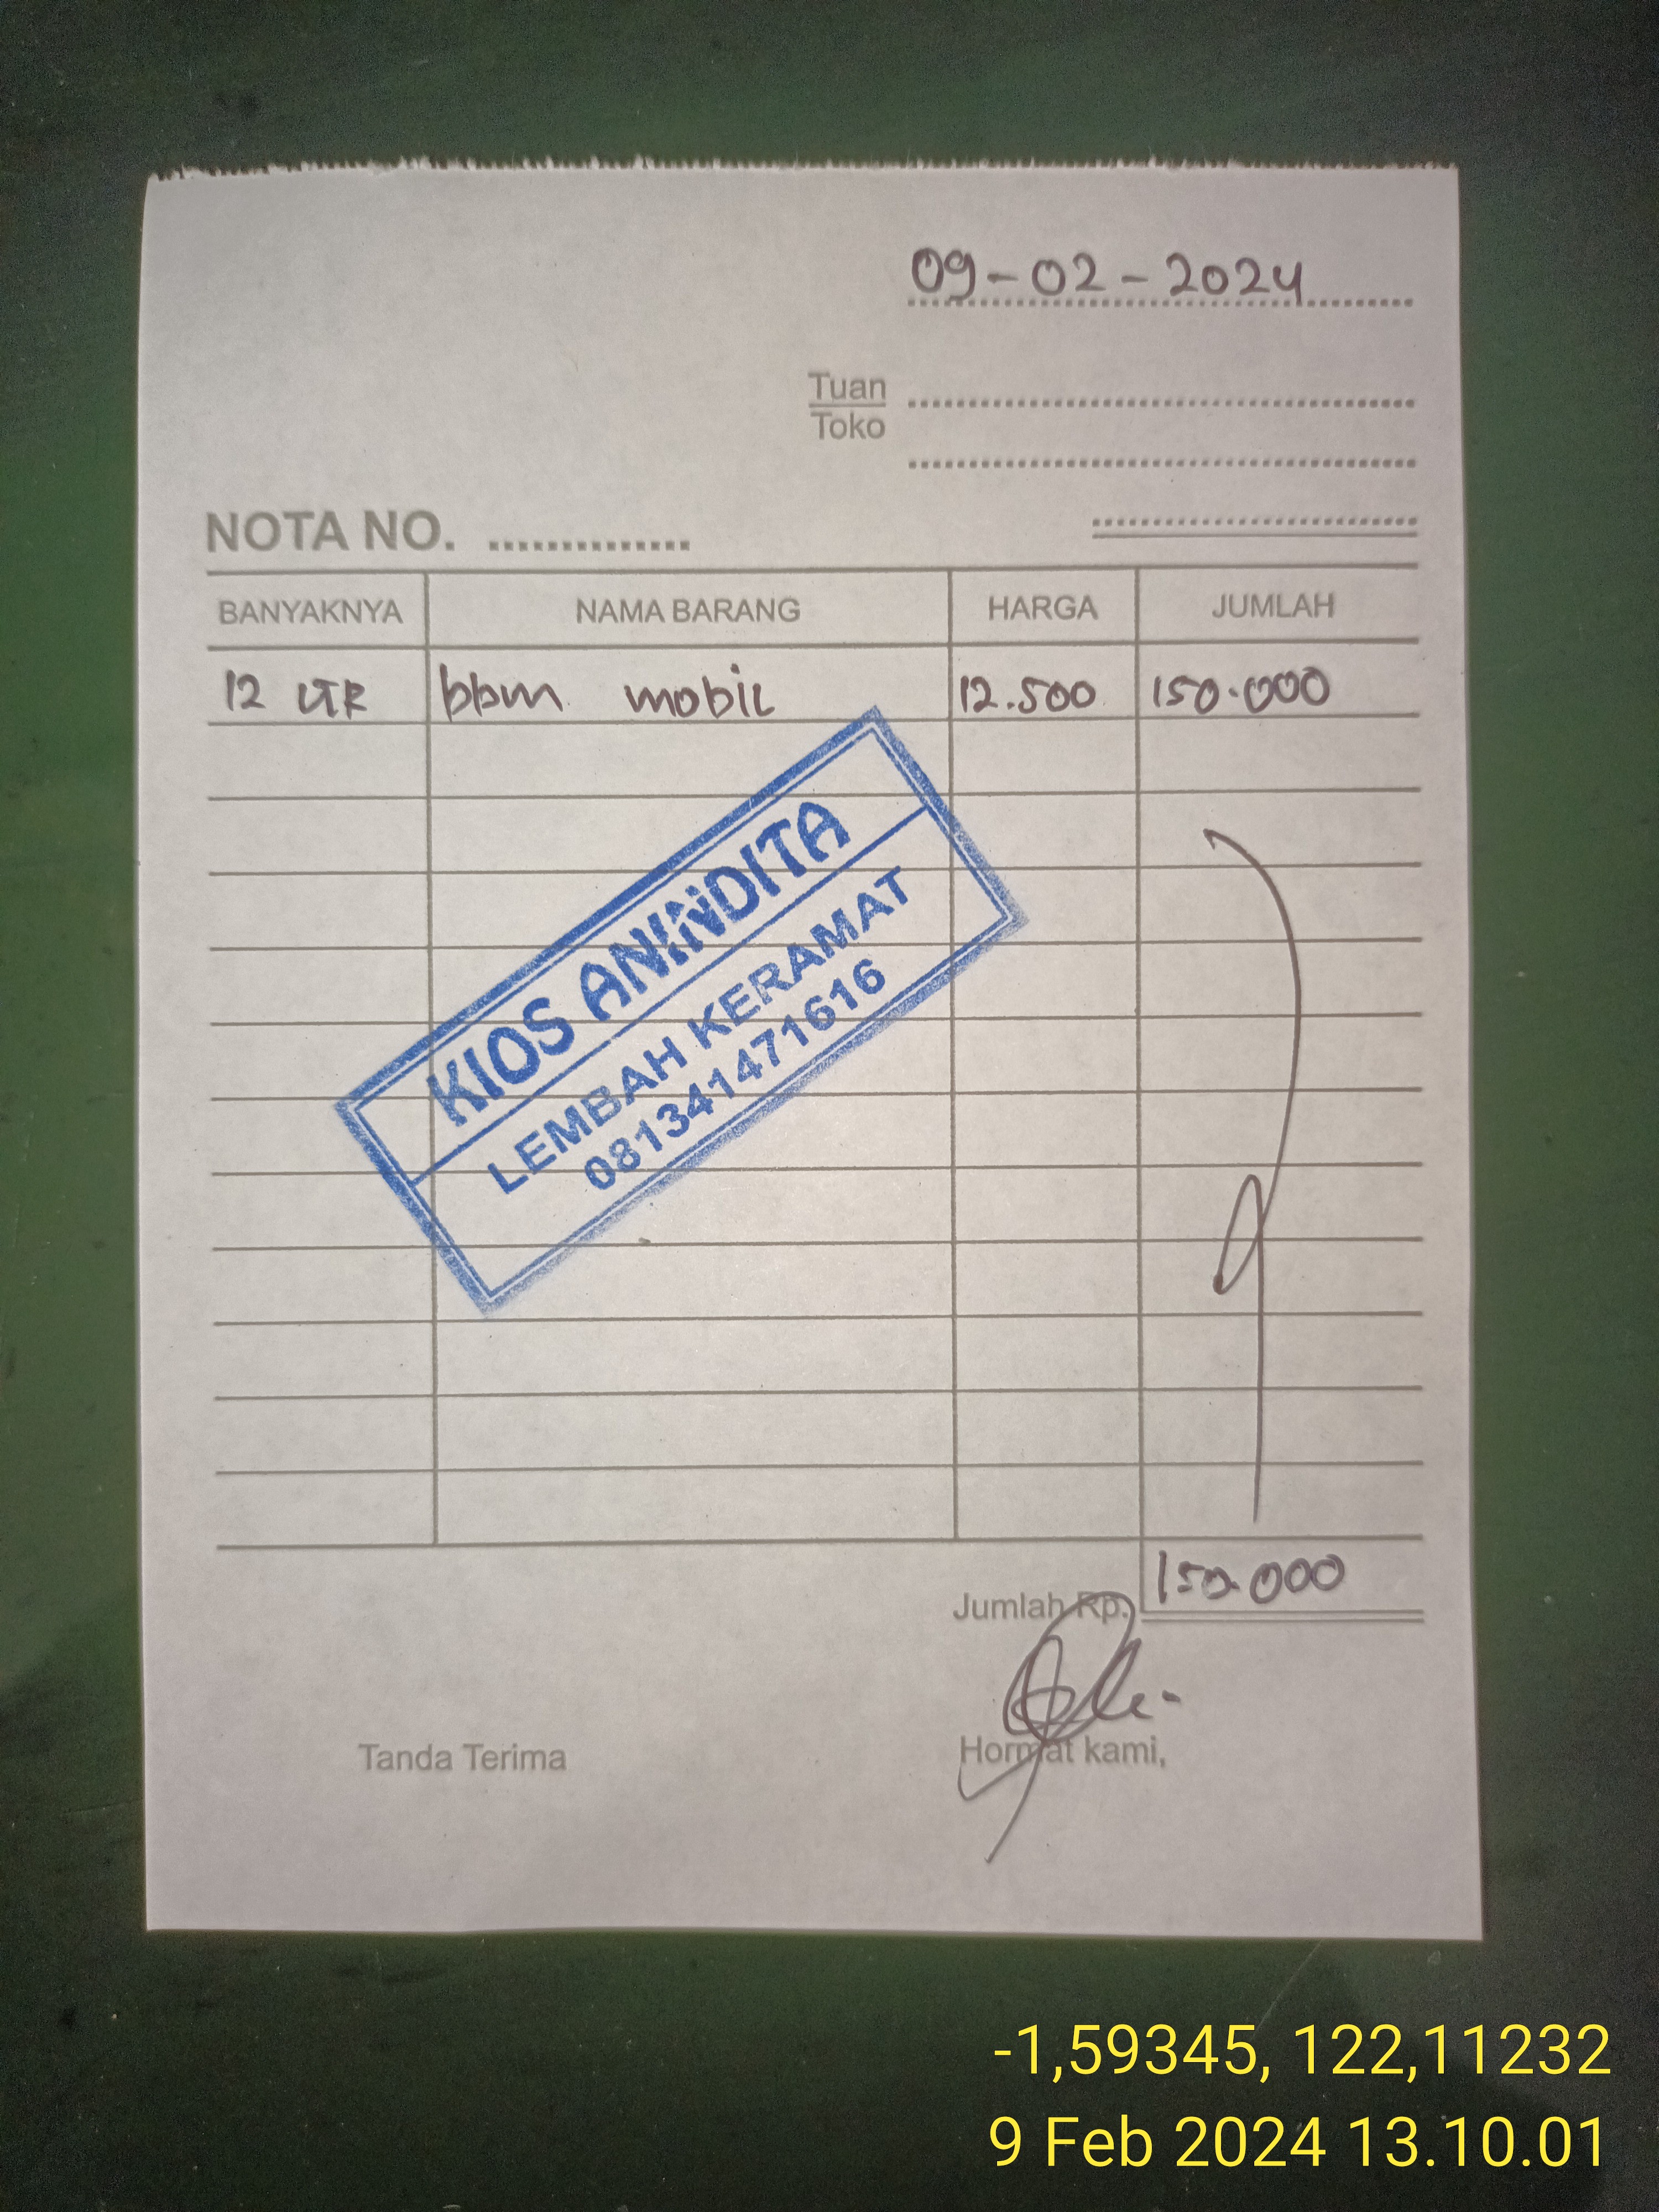 09-02-2024
Tuan
Toko
NOTA NO.
BANYAKNYA NAMA BARANG HARGA JUMLAH
12 LTR bbm mobil 12.500 150.000
KIOS ANINDITA
LEMBAH KERAMAT
081341471616
Jumlah Rp. 150.000
Tanda Terima Hormat kami,
-1,59345, 122,11232
9 Feb 2024 13.10.01